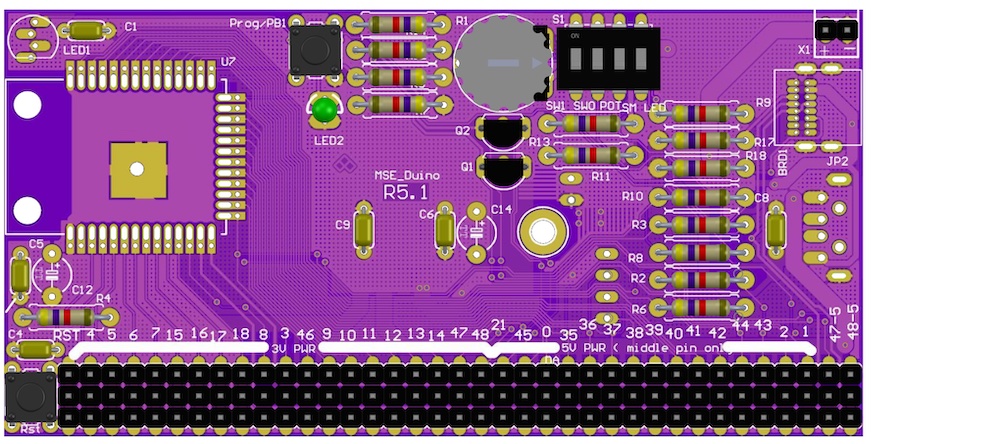 Prog/PB1
R1
S1
C1
LED1
U7
ON
X1
+ -
SW1 SWO POT SM LED
R9
LED2
Q2
Q1
R13
R17
R18
BRD1
JP2
R11
MSE_Duino
R5.1
C9
C6
C14
R10
C8
R3
R8
R2
R6
C5
C12
R4
C4
RST 4 5 6 7 15 16 17 18 8 3 46 9 10 11 12 13 14 47 48 21 45 0 35 36 37 38 39 40 41 42 44 43 2 1 47-5 48-5
3V PWR
5V PWR ( middle pin only
Rst